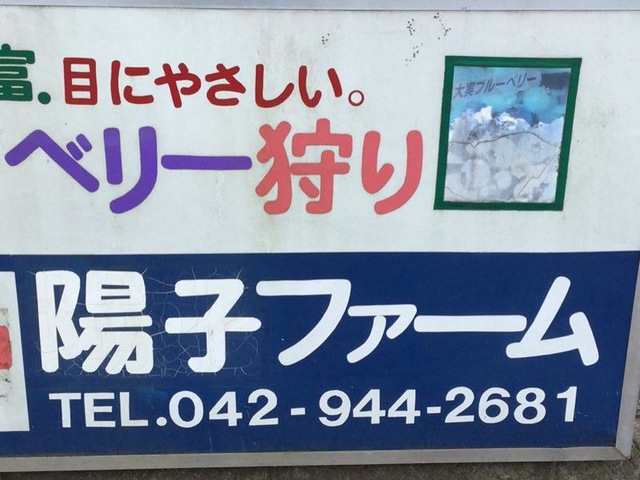 富.目にやさしい。
大実ブルーベリー
ベリー狩り
陽子ファーム
TEL.042-944-2681